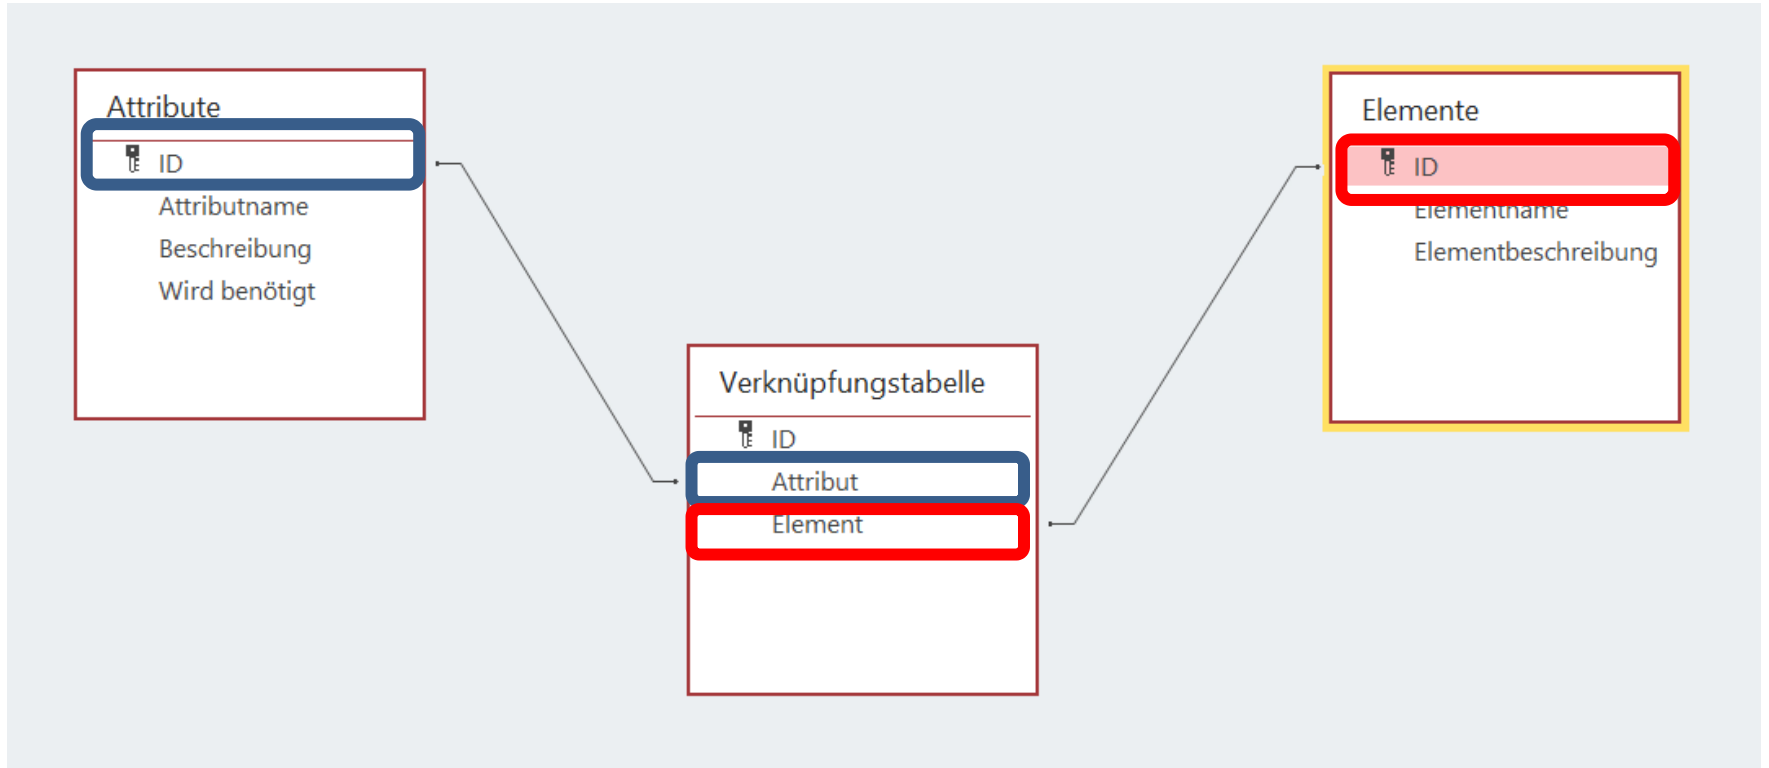 Attribute
ID
Attributname
Beschreibung
Wird benötigt
Verknüpfungstabelle
ID
Attribut
Element
Elemente
ID
Elementname
Elementbeschreibung